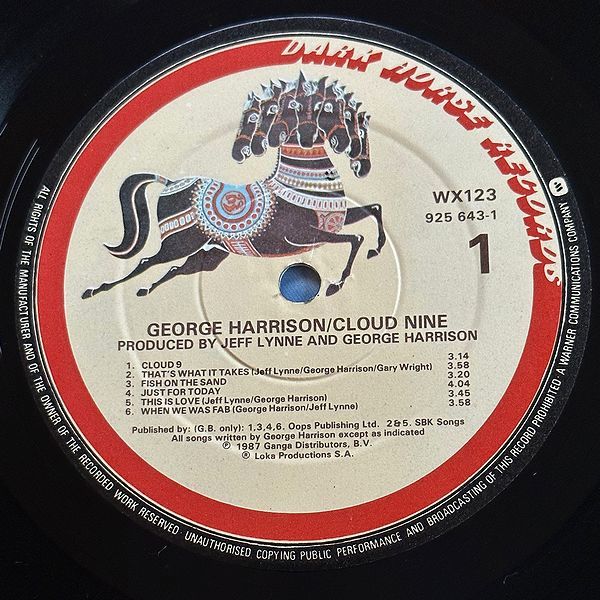 DARK HORSE RECORDS
WX123
925 643-1
1
GEORGE HARRISON/CLOUD NINE
PRODUCED BY JEFF LYNNE AND GEORGE HARRISON
1. CLOUD 9 3.14
2. THAT'S WHAT IT TAKES (Jeff Lynne/George Harrison/Gary Wright) 3.58
3. FISH ON THE SAND 3.20
4. JUST FOR TODAY 4.04
5. THIS IS LOVE (Jeff Lynne/George Harrison) 3.45
6. WHEN WE WAS FAB (George Harrison/Jeff Lynne) 3.58
Published by: (G.B. only): 1,3,4,6. Oops Publishing Ltd. 2&5. SBK Songs
All songs written by George Harrison except as indicated
℗ 1987 Ganga Distributors, B.V.
® Loka Productions S.A.
ALL RIGHTS OF THE MANUFACTURER AND OF THE OWNER OF THE RECORDED WORK RESERVED UNAUTHORISED COPYING PUBLIC PERFORMANCE AND BROADCASTING OF THIS RECORD PROHIBITED A WARNER COMMUNICATIONS COMPANY